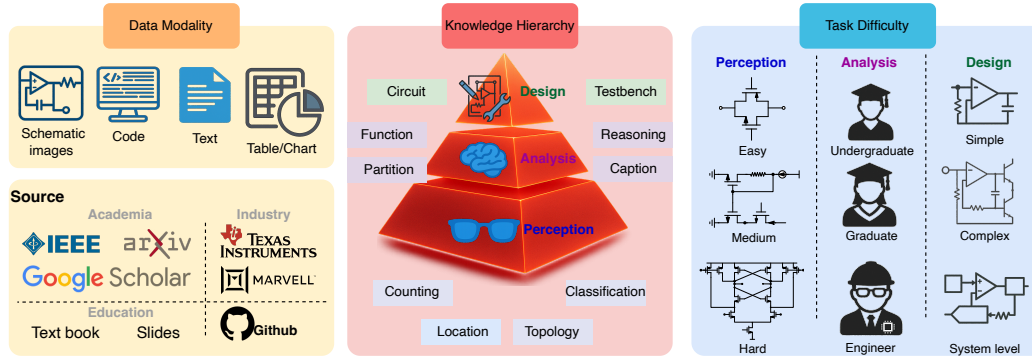 Data Modality
Schematic
images
Code
Text
Table/Chart
Source
Academia
IEEE
arXiv
Google Scholar
Industry
TEXAS
INSTRUMENTS
MARVELL
Education
Text book
Slides
Github
Knowledge Hierarchy
Circuit
Design
Testbench
Function
Reasoning
Analysis
Partition
Caption
Perception
Counting
Classification
Location
Topology
Task Difficulty
Perception
Analysis
Design
Easy
Undergraduate
Simple
Medium
Graduate
Complex
Hard
Engineer
System level